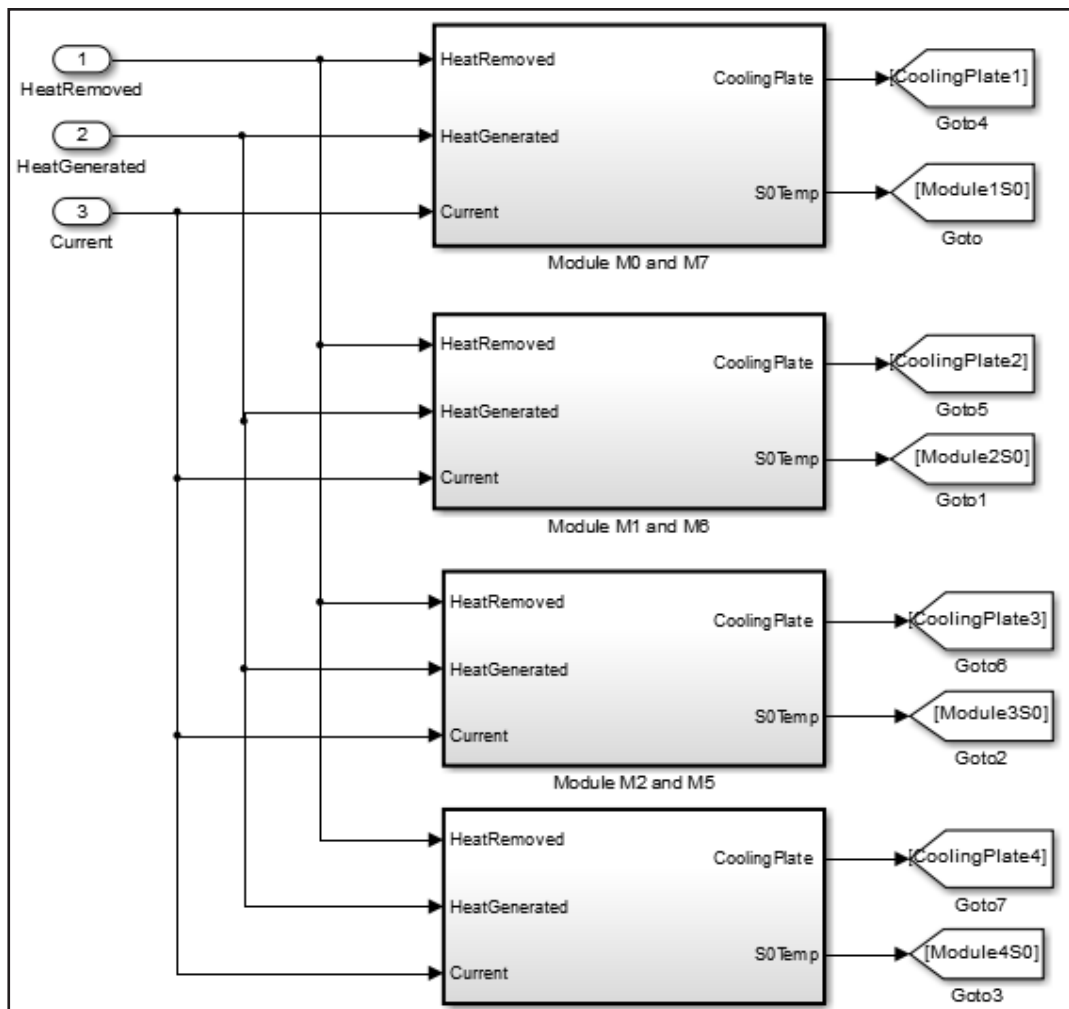 1
HeatRemoved
2
HeatGenerated
3
Current
HeatRemoved
HeatGenerated
Current
CoolingPlate
S0Temp
Module M0 and M7
[CoolingPlate1]
Goto4
[Module1S0]
Goto
HeatRemoved
HeatGenerated
Current
CoolingPlate
S0Temp
Module M1 and M6
[CoolingPlate2]
Goto5
[Module2S0]
Goto1
HeatRemoved
HeatGenerated
Current
CoolingPlate
S0Temp
Module M2 and M5
[CoolingPlate3]
Goto6
[Module3S0]
Goto2
HeatRemoved
HeatGenerated
Current
CoolingPlate
S0Temp
[CoolingPlate4]
Goto7
[Module4S0]
Goto3